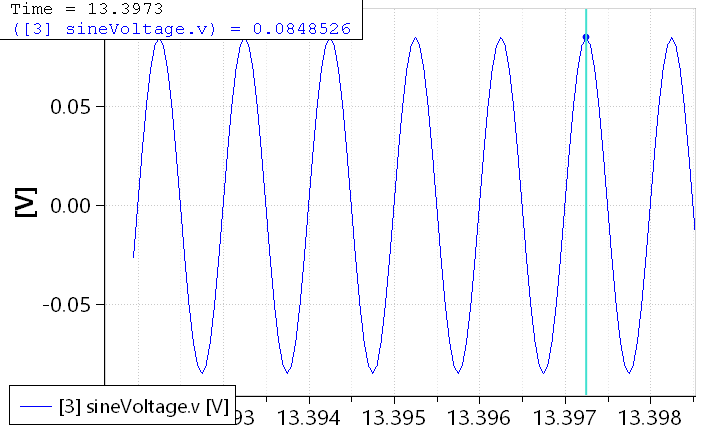 Time = 13.3973
([3] sineVoltage.v) = 0.0848526
0.05
0.00
-0.05
[V]
[3] sineVoltage.v [V]
93 13.394 13.395 13.396 13.397 13.398